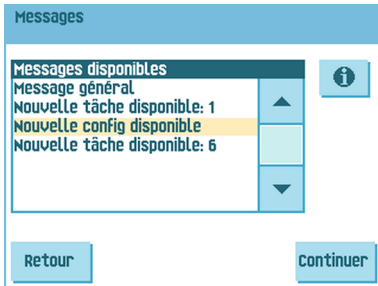 Messages
Messages disponibles
Message général
Nouvelle tâche disponible: 1
Nouvelle config disponible
Nouvelle tâche disponible: 6
Retour
Continuer